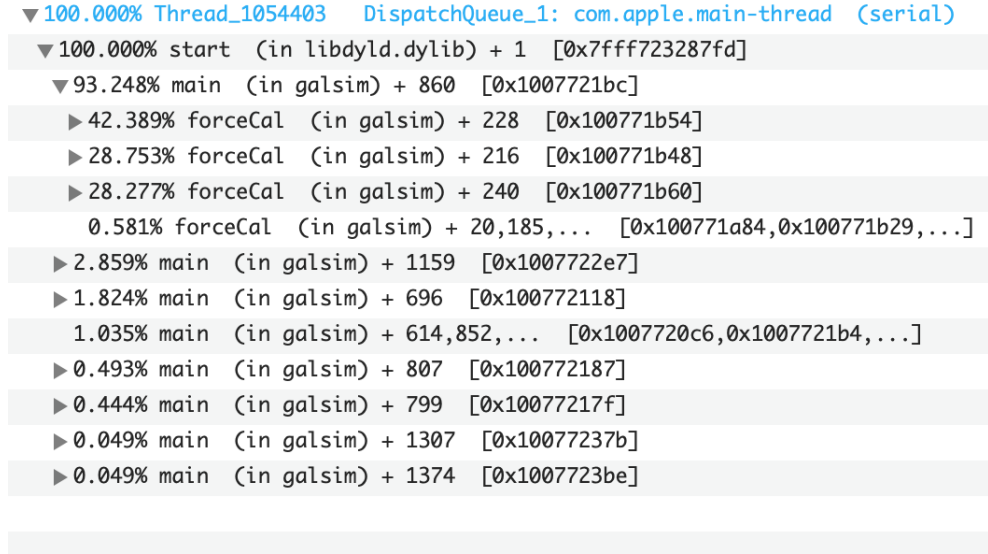 100.000% Thread_1054403 DispatchQueue_1: com.apple.main-thread (serial)
100.000% start (in libdyld.dylib) + 1 [0x7fff723287fd]
93.248% main (in galsim) + 860 [0x1007721bc]
42.389% forceCal (in galsim) + 228 [0x100771b54]
28.753% forceCal (in galsim) + 216 [0x100771b48]
28.277% forceCal (in galsim) + 240 [0x100771b60]
0.581% forceCal (in galsim) + 20,185,... [0x100771a84,0x100771b29,...]
2.859% main (in galsim) + 1159 [0x1007722e7]
1.824% main (in galsim) + 696 [0x100772118]
1.035% main (in galsim) + 614,852,... [0x1007720c6,0x1007721b4,...]
0.493% main (in galsim) + 807 [0x100772187]
0.444% main (in galsim) + 799 [0x10077217f]
0.049% main (in galsim) + 1307 [0x10077237b]
0.049% main (in galsim) + 1374 [0x1007723be]